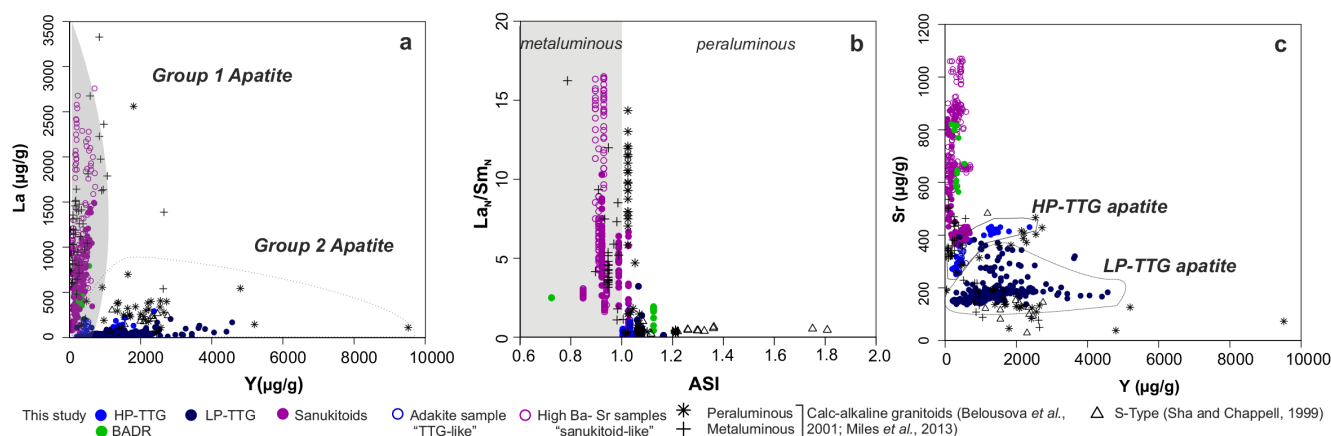 a
La (µg/g)
3500
3000
2500
2000
1500
1000
500
0
Group 1 Apatite
Group 2 Apatite
0 2000 4000 6000 8000 10000
Y(µg/g)
b
metaluminous peraluminous
LaN/SmN
20
15
10
5
0
0.6 0.8 1.0 1.2 1.4 1.6 1.8 2.0
ASI
c
Sr (µg/g)
1200
1000
800
600
400
200
0
HP-TTG apatite
LP-TTG apatite
0 2000 4000 6000 8000 10000
Y (µg/g)
This study HP-TTG LP-TTG Sanukitoids
BADR
Adakite sample
"TTG-like"
High Ba- Sr samples
"sanukitoid-like"
Peraluminous
Metaluminous
Calc-alkaline granitoids (Belousova et al.,
2001; Miles et al., 2013)
S-Type (Sha and Chappell, 1999)